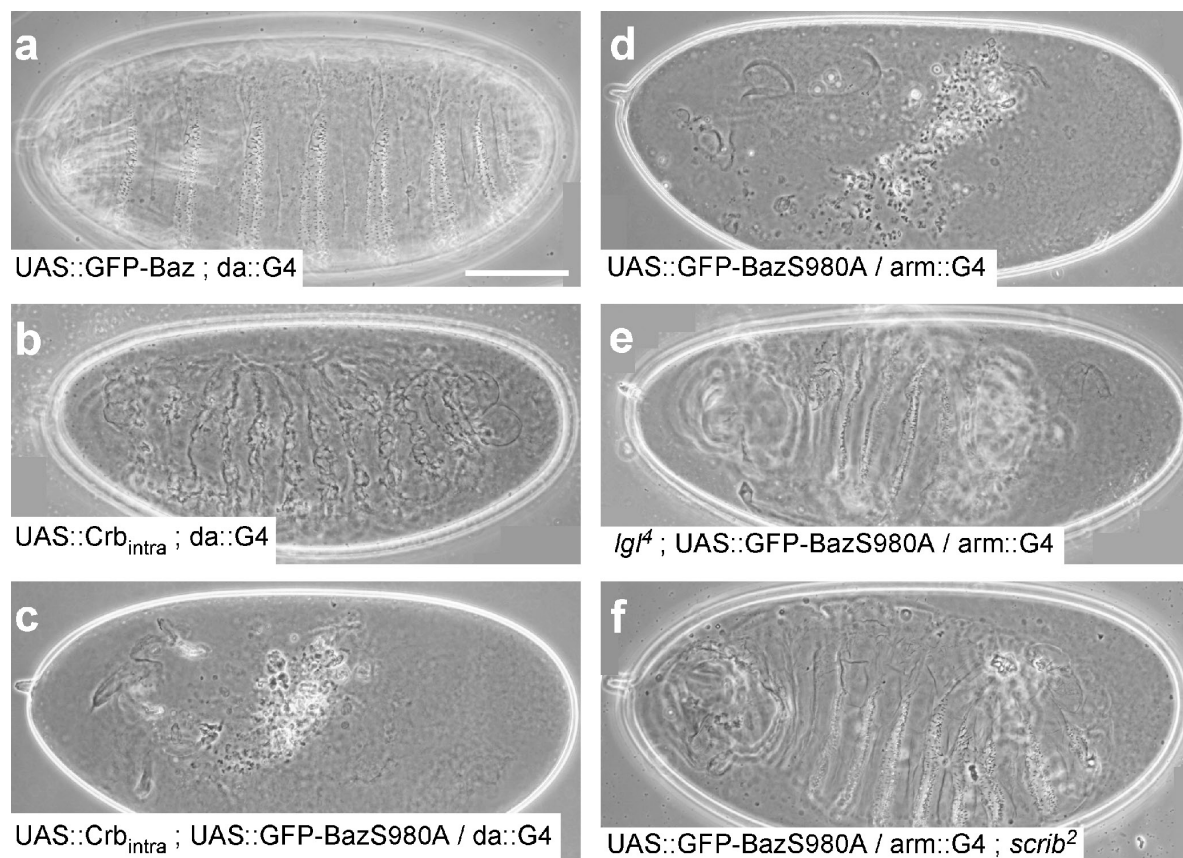 a
UAS::GFP-Baz ; da::G4
b
UAS::Crbintra ; da::G4
c
UAS::Crbintra ; UAS::GFP-BazS980A / da::G4
d
UAS::GFP-BazS980A / arm::G4
e
lgl4 ; UAS::GFP-BazS980A / arm::G4
f
UAS::GFP-BazS980A / arm::G4 ; scrib2